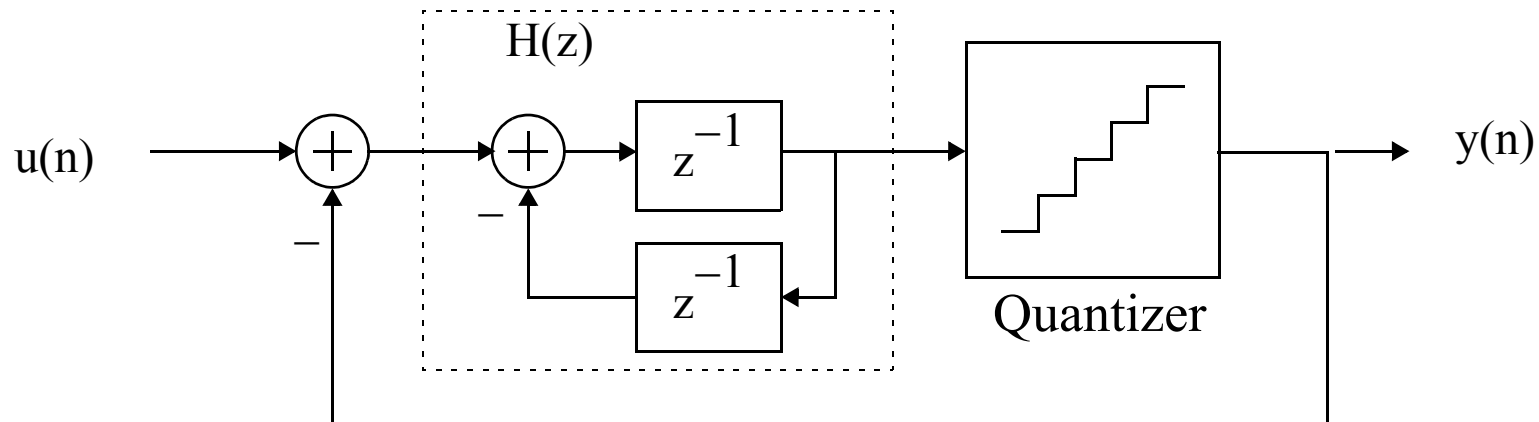 H(z)
u(n)
z⁻¹
y(n)
−
−
z⁻¹
Quantizer